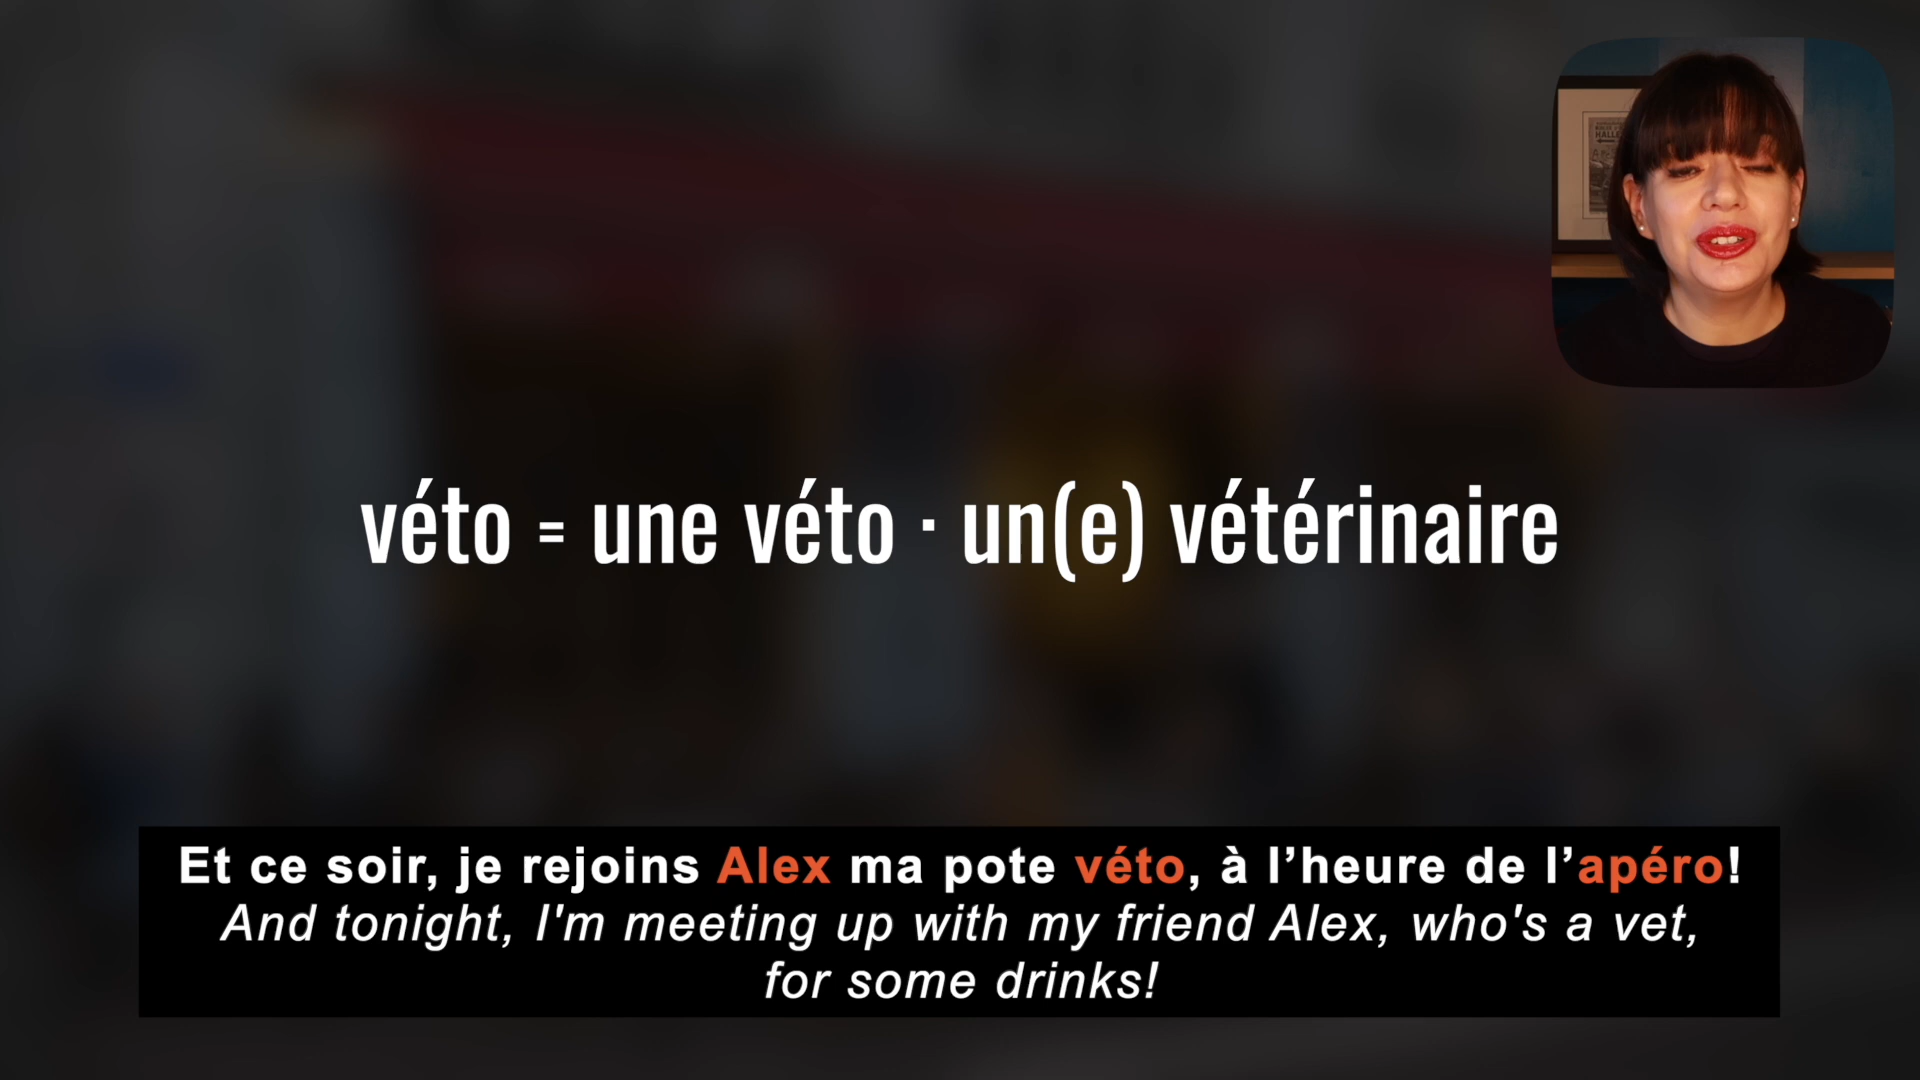 HALLE
véto = une véto · un(e) vétérinaire
Et ce soir, je rejoins Alex ma pote véto, à l’heure de l’apéro!
And tonight, I'm meeting up with my friend Alex, who's a vet,
for some drinks!